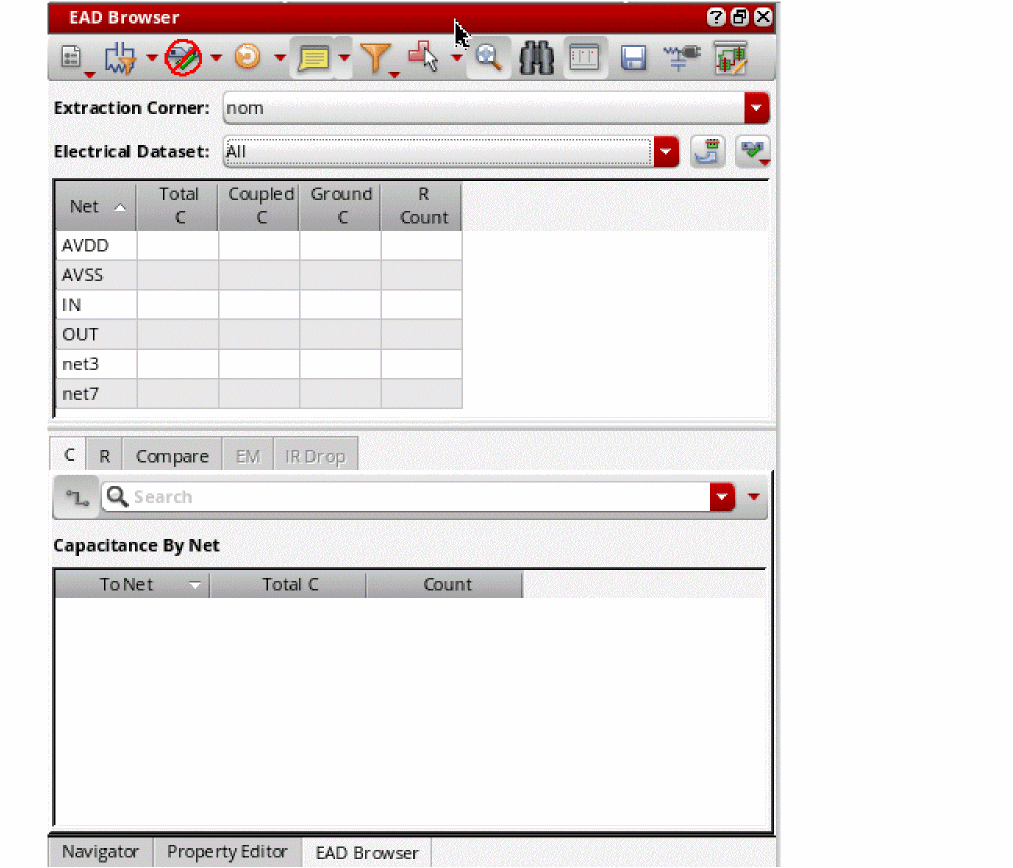 EAD Browser
Extraction Corner: nom
Electrical Dataset: All
Net Total C Coupled C Ground C R Count
AVDD
AVSS
IN
OUT
net3
net7
C R Compare EM IR Drop
Search
Capacitance By Net
To Net Total C Count
Navigator Property Editor EAD Browser